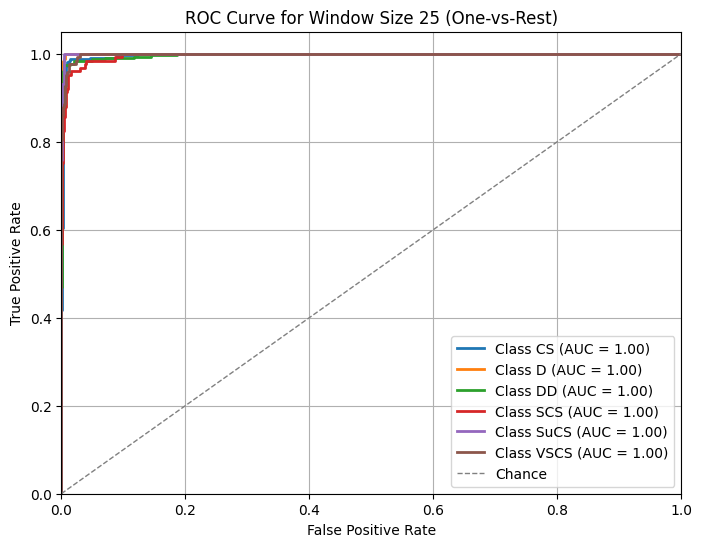 ROC Curve for Window Size 25 (One-vs-Rest)
1.0
0.8
0.6
0.4
0.2
0.0
True Positive Rate
Class CS (AUC = 1.00)
Class D (AUC = 1.00)
Class DD (AUC = 1.00)
Class SCS (AUC = 1.00)
Class SuCS (AUC = 1.00)
Class VSCS (AUC = 1.00)
Chance
0.0 0.2 0.4 0.6 0.8 1.0
False Positive Rate